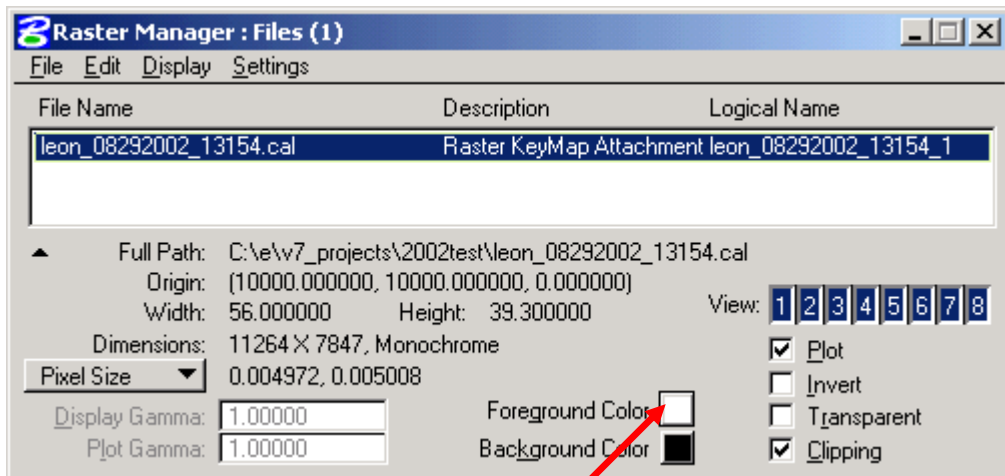 Raster Manager : Files (1)
File Edit Display Settings
File Name Description Logical Name
leon_08292002_13154.cal Raster KeyMap Attachment leon_08292002_13154_1
Full Path: C:\e\v7_projects\2002test\leon_08292002_13154.cal
Origin: (10000.000000, 10000.000000, 0.000000)
Width: 56.000000 Height: 39.300000 View: 1 2 3 4 5 6 7 8
Dimensions: 11264 X 7847, Monochrome Plot
Pixel Size 0.004972, 0.005008 Invert
Display Gamma: 1.00000 Foreground Color Transparent
Plot Gamma: 1.00000 Background Color Clipping